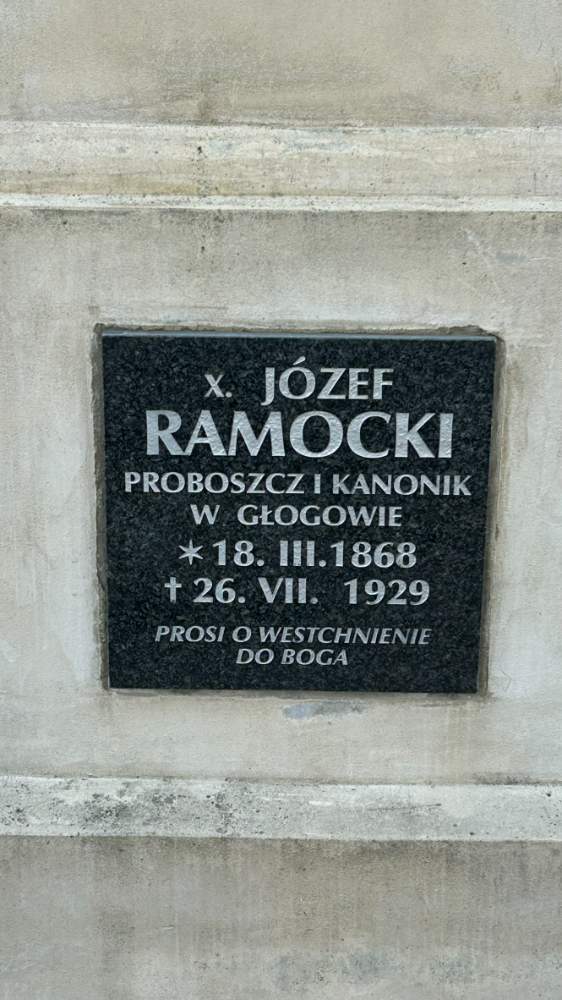 x. JÓZEF
RAMOCKI
PROBOSZCZ I KANONIK
W GŁOGOWIE
* 18. III. 1868
† 26. VII. 1929
PROSI O WESTCHNIENIE
DO BOGA